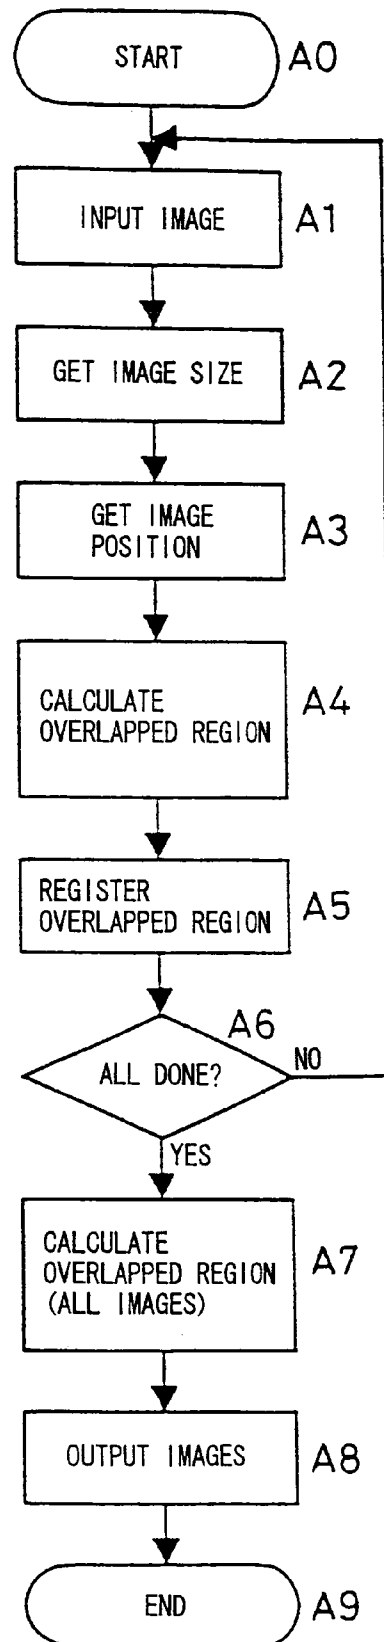 START A0
INPUT IMAGE A1
GET IMAGE SIZE A2
GET IMAGE
POSITION A3
CALCULATE A4
OVERLAPPED REGION
REGISTER
OVERLAPPED REGION A5
A6
ALL DONE? NO
YES
CALCULATE
OVERLAPPED REGION A7
(ALL IMAGES)
OUTPUT IMAGES A8
END A9